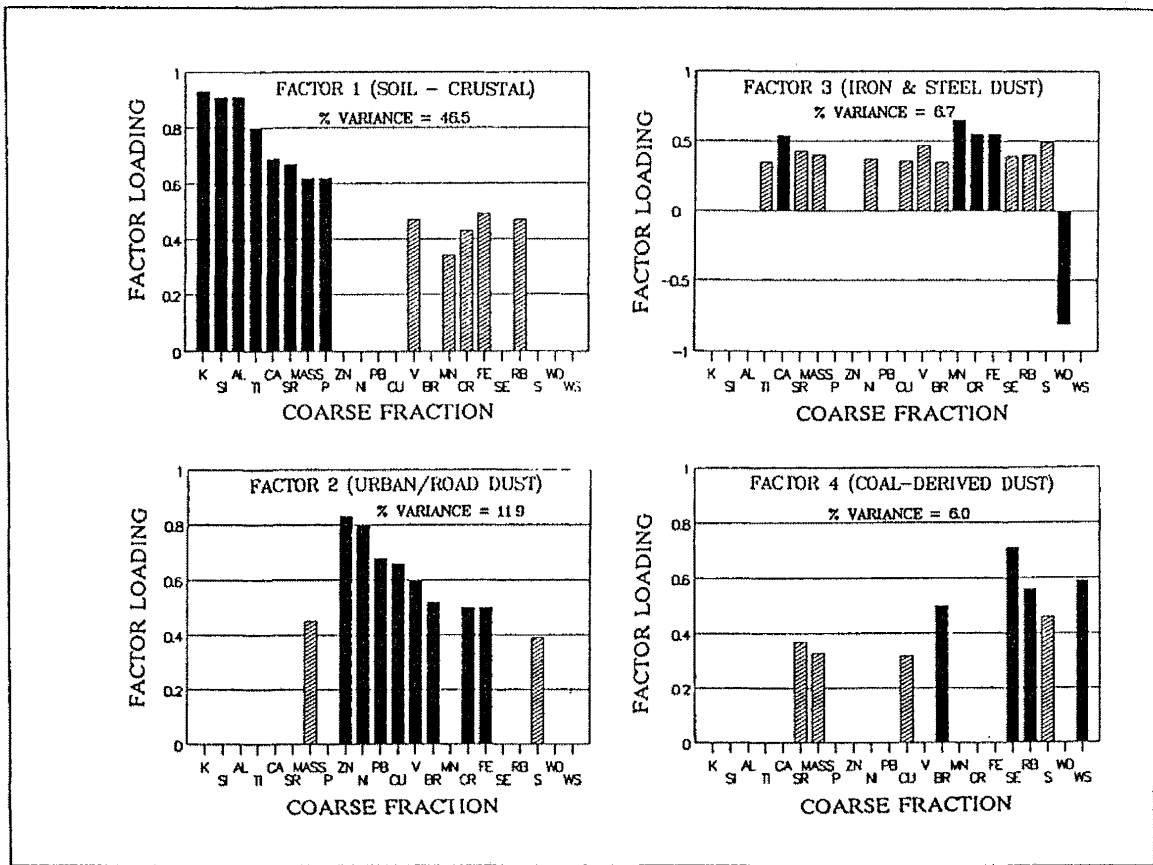 FACTOR 1 (SOIL - CRUSTAL)
% VARIANCE = 46.5
FACTOR LOADING
1
0.8
0.6
0.4
0.2
0
K SI AL TI CA SR MASS P ZN NI PB CU V BR MN CR FE SE RB S WO WS
COARSE FRACTION
FACTOR 3 (IRON & STEEL DUST)
% VARIANCE = 6.7
FACTOR LOADING
1
0.5
0
-0.5
-1
K SI AL TI CA SR MASS P ZN NI PB CU V BR MN CR FE SE RB S WO WS
COARSE FRACTION
FACTOR 2 (URBAN/ROAD DUST)
% VARIANCE = 11.9
FACTOR LOADING
1
0.8
0.6
0.4
0.2
0
K SI AL TI CA SR MASS P ZN NI PB CU V BR MN CR FE SE RB S WO WS
COARSE FRACTION
FACTOR 4 (COAL-DERIVED DUST)
% VARIANCE = 6.0
FACTOR LOADING
1
0.8
0.6
0.4
0.2
0
K SI AL TI CA SR MASS P ZN NI PB CU V BR MN CR FE SE RB S WO WS
COARSE FRACTION